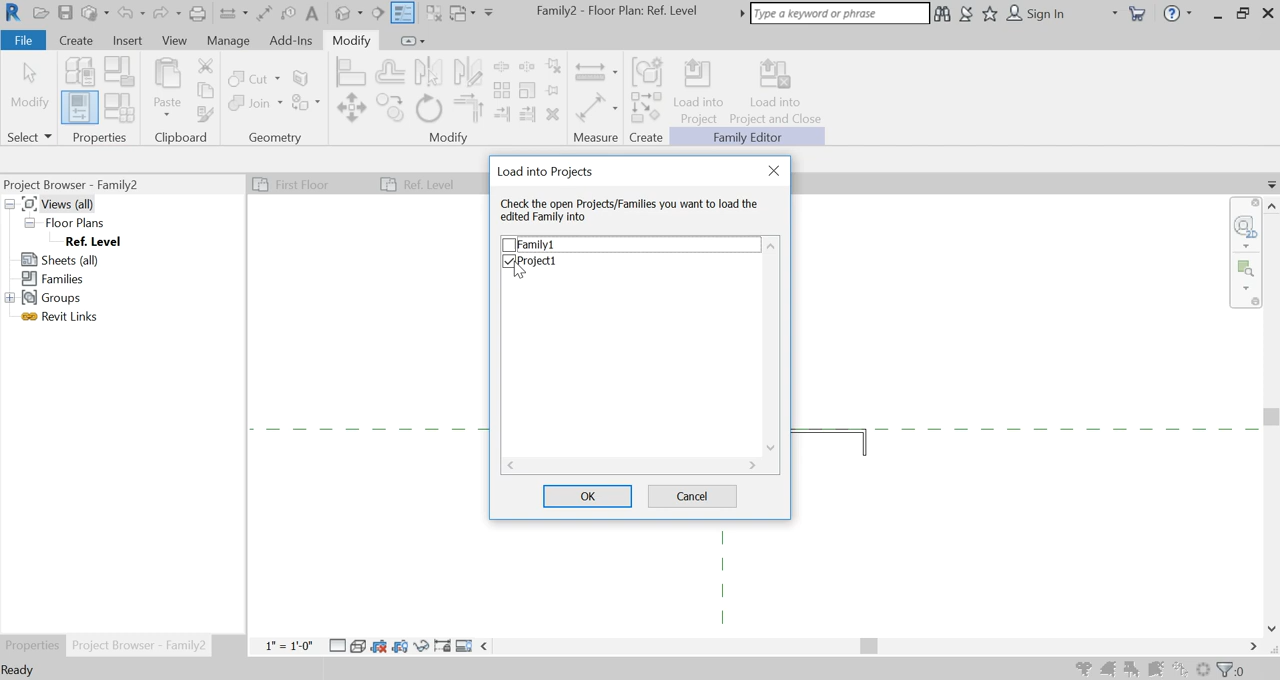 Family2 - Floor Plan: Ref. Level
Type a keyword or phrase
Sign In
File Create Insert View Manage Add-Ins Modify
Modify
Paste
Cut
Join
Load into
Project
Load into
Project and Close
Select Properties Clipboard Geometry Modify Measure Create Family Editor
Project Browser - Family2
First Floor
Ref. Level
Views (all)
Floor Plans
Ref. Level
Sheets (all)
Families
Groups
Revit Links
Load into Projects
Check the open Projects/Families you want to load the
edited Family into
Family1
Project1
OK
Cancel
2D
Properties
Project Browser - Family2
1" = 1'-0"
Ready
:0